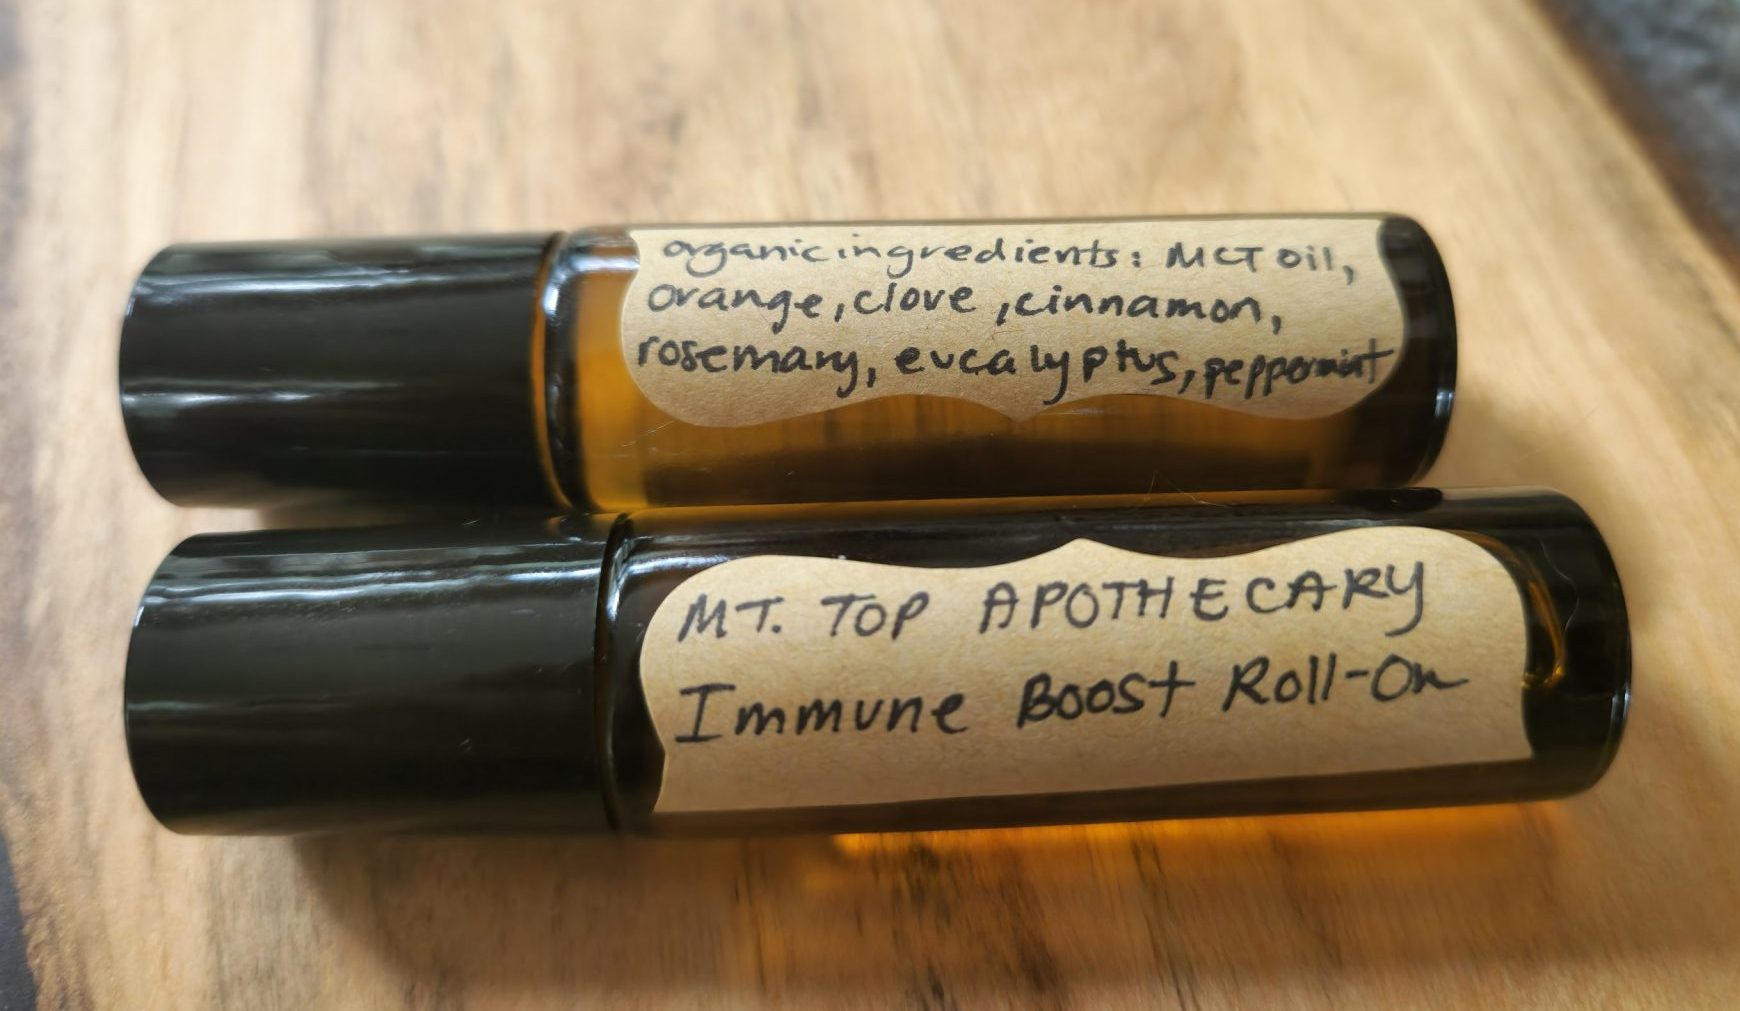 organic ingredients: MCT oil,
orange, clove, cinnamon,
rosemary, eucalyptus, peppermint
MT. TOP APOTHECARY
Immune Boost Roll-On